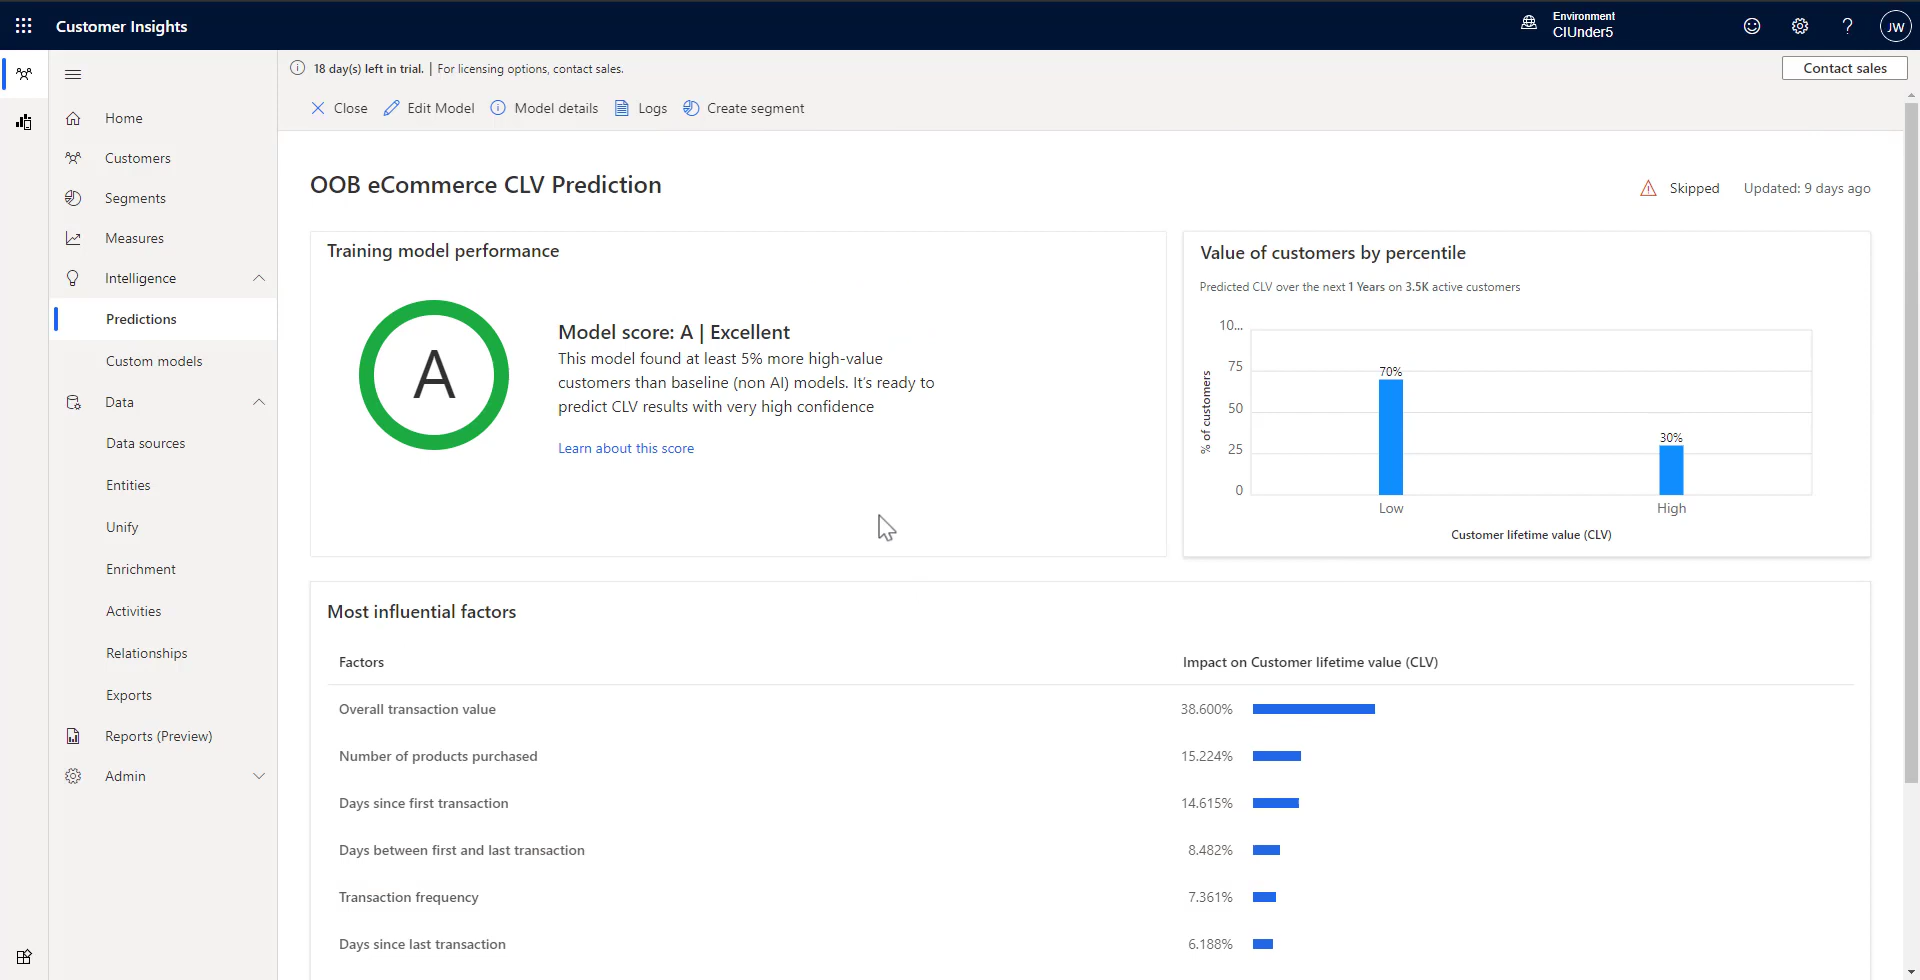 Customer Insights
Environment
CIUnder5
JW
18 day(s) left in trial. | For licensing options, contact sales.
Contact sales
Close
Edit Model
Model details
Logs
Create segment
Home
Customers
Segments
Measures
Intelligence
Predictions
Custom models
Data
Data sources
Entities
Unify
Enrichment
Activities
Relationships
Exports
Reports (Preview)
Admin
OOB eCommerce CLV Prediction
Skipped
Updated: 9 days ago
Training model performance
A
Model score: A | Excellent
This model found at least 5% more high-value
customers than baseline (non AI) models. It's ready to
predict CLV results with very high confidence
Learn about this score
Value of customers by percentile
Predicted CLV over the next 1 Years on 3.5K active customers
% of customers
10...
75
50
25
0
70%
30%
Low
High
Customer lifetime value (CLV)
Most influential factors
Factors
Impact on Customer lifetime value (CLV)
Overall transaction value
38.600%
Number of products purchased
15.224%
Days since first transaction
14.615%
Days between first and last transaction
8.482%
Transaction frequency
7.361%
Days since last transaction
6.188%